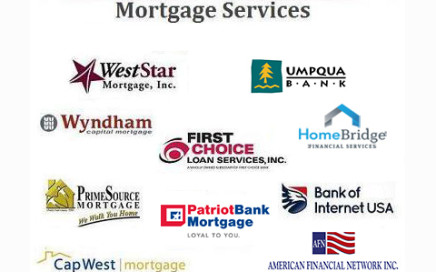 Mortgage Services
WestStar
Mortgage, Inc.
UMPQUA
BANK
Wyndham
capital mortgage
FIRST
CHOICE
LOAN SERVICES, INC.
HomeBridge
FINANCIAL SERVICES
PRIMESOURCE
MORTGAGE
We Walk You Home
PatriotBank
Mortgage
LOYAL TO YOU.
Bank of
Internet USA
CapWest | mortgage
AFN
AMERICAN FINANCIAL NETWORK INC.